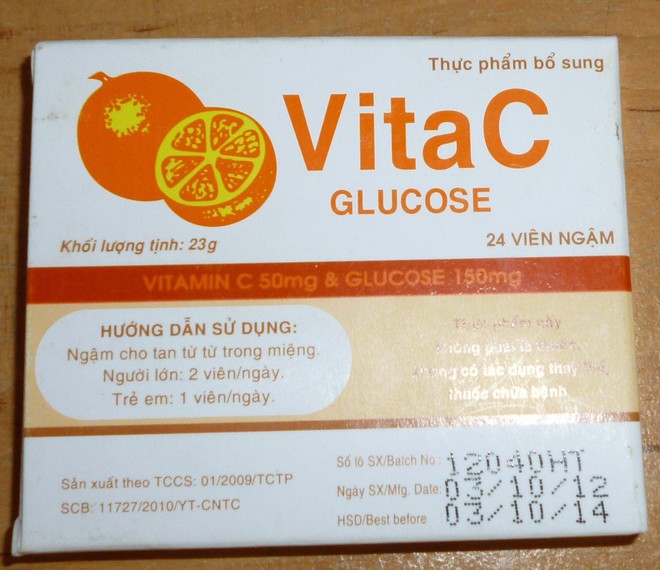 Thực phẩm bổ sung
VitaC
GLUCOSE
Khối lượng tịnh: 23g
24 VIÊN NGẬM
VITAMIN C 50mg & GLUCOSE 150mg
HƯỚNG DẪN SỬ DỤNG:
Ngậm cho tan từ từ trong miệng.
Người lớn: 2 viên/ngày.
Trẻ em: 1 viên/ngày.
Thực phẩm này
không phải là thuốc,
không có tác dụng thay thế
thuốc chữa bệnh
Sản xuất theo TCCS: 01/2009/TCTP
SCB: 11727/2010/YT-CNTC
Số lô SX/Batch No: 12040HT
Ngày SX/Mfg. Date: 03/10/12
HSD/Best before 03/10/14